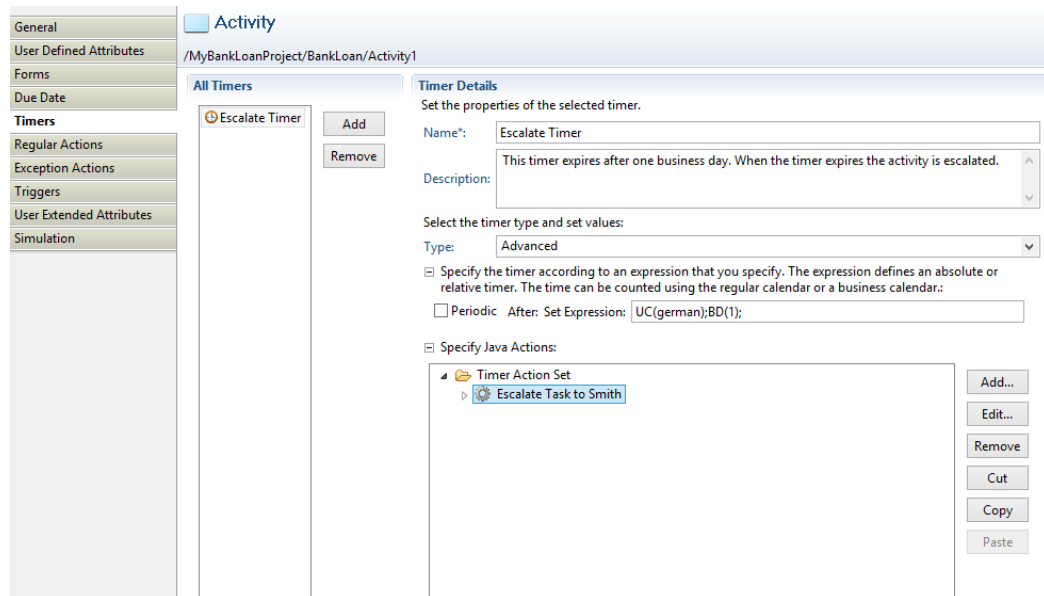 General
User Defined Attributes
Forms
Due Date
Timers
Regular Actions
Exception Actions
Triggers
User Extended Attributes
Simulation
Activity
/MyBankLoanProject/BankLoan/Activity1
All Timers
Escalate Timer
Add
Remove
Timer Details
Set the properties of the selected timer.
Name*: Escalate Timer
Description: This timer expires after one business day. When the timer expires the activity is escalated.
Select the timer type and set values:
Type: Advanced
Specify the timer according to an expression that you specify. The expression defines an absolute or
relative timer. The time can be counted using the regular calendar or a business calendar.:
Periodic After: Set Expression: UC(german);BD(1);
Specify Java Actions:
Timer Action Set
Escalate Task to Smith
Add...
Edit...
Remove
Cut
Copy
Paste